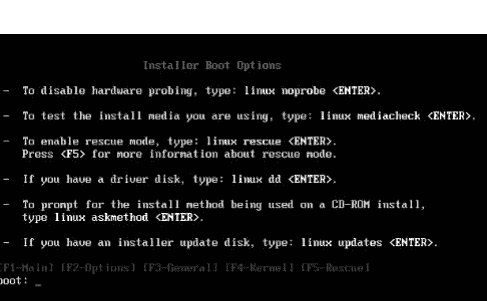 Installer Boot Options
- To disable hardware probing, type: linux noprobe <ENTER>.
- To test the install media you are using, type: linux mediacheck <ENTER>.
- To enable rescue mode, type: linux rescue <ENTER>.
Press <F5> for more information about rescue mode.
- If you have a driver disk, type: linux dd <ENTER>.
- To prompt for the install method being used on a CD-ROM install,
type linux askmethod <ENTER>.
- If you have an installer update disk, type: linux updates <ENTER>.
[F1-Main] [F2-Options] [F3-General] [F4-Kernel] [F5-Rescue]
boot: _